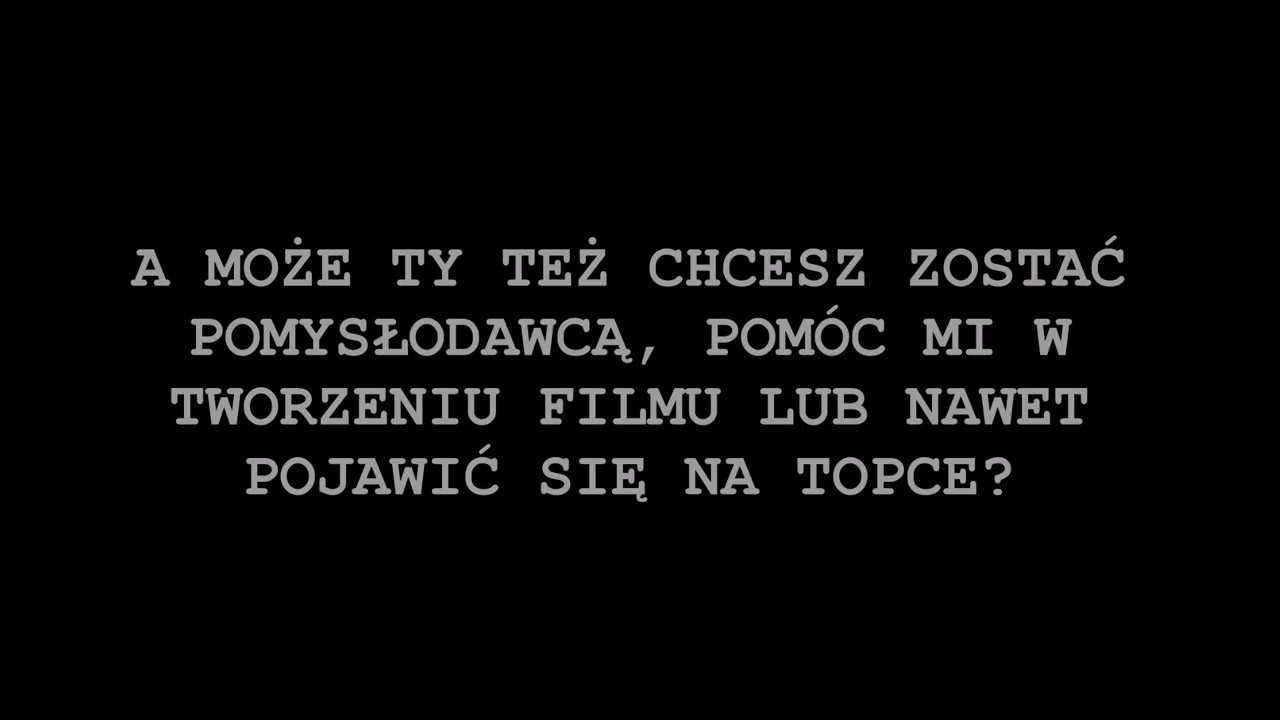 A MOŻE TY TEŻ CHCESZ ZOSTAĆ
POMYSŁODAWCĄ, POMÓC MI W
TWORZENIU FILMU LUB NAWET
POJAWIĆ SIĘ NA TOPCE?